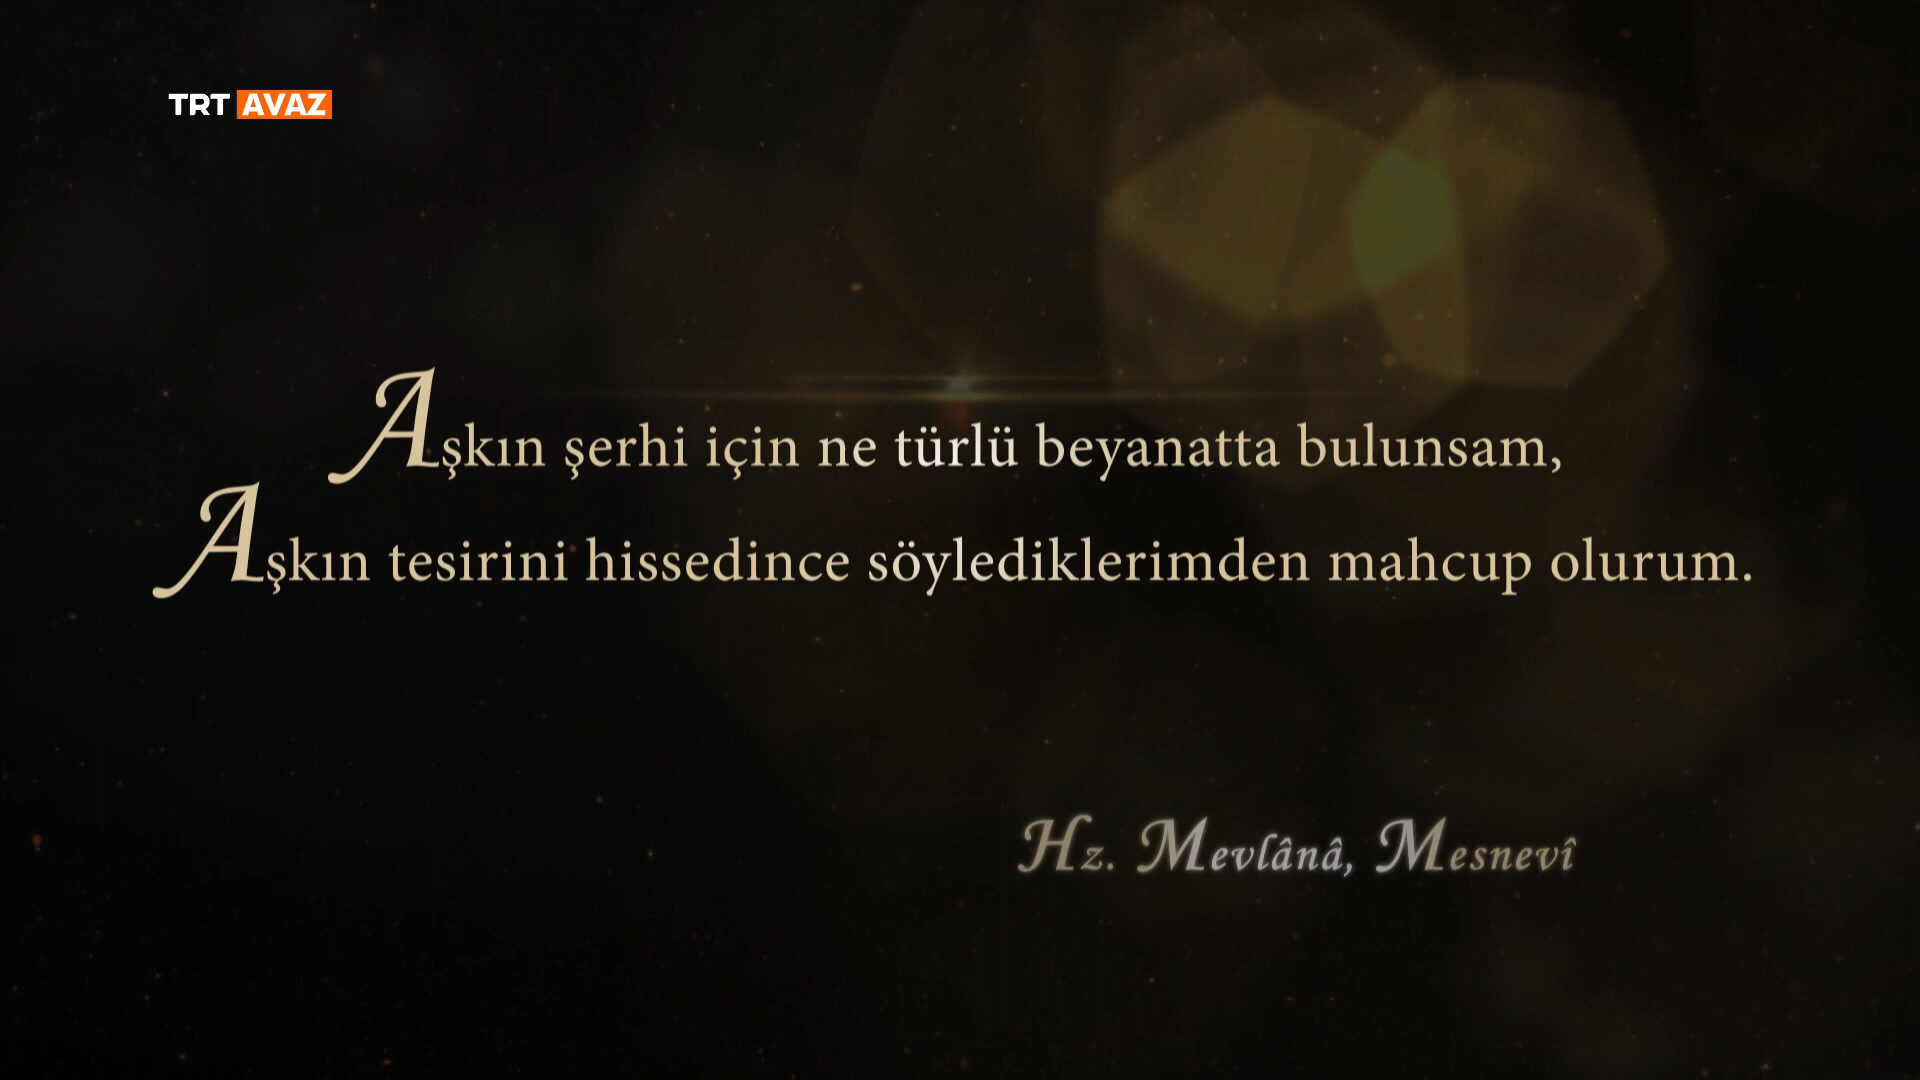 TRT AVAZ
Aşkın şerhi için ne türlü beyanatta bulunsam,
Aşkın tesirini hissedince söylediklerimden mahcup olurum.
Hz. Mevlânâ, Mesnevî